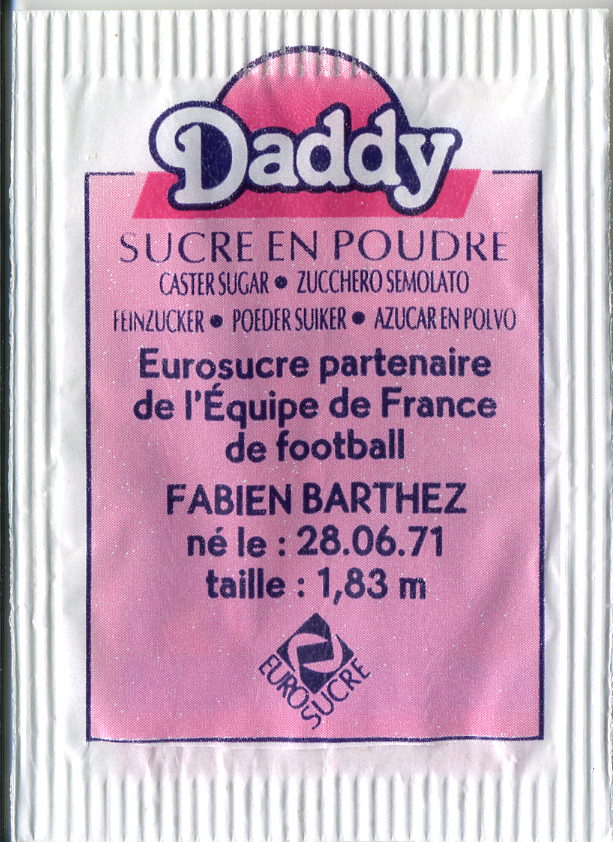 Daddy
SUCRE EN POUDRE
CASTER SUGAR • ZUCCHERO SEMOLATO
FEINZUCKER • POEDER SUIKER • AZUCAR EN POLVO
Eurosucre partenaire
de l'Équipe de France
de football
FABIEN BARTHEZ
né le : 28.06.71
taille : 1,83 m
EUROSUCRE